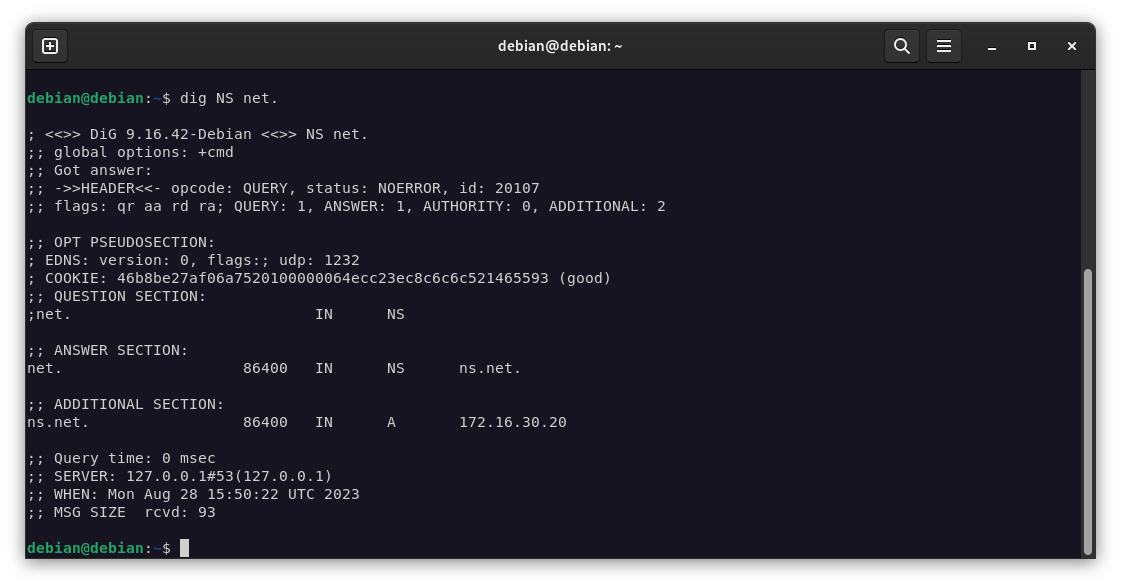 debian@debian: ~
debian@debian:~$ dig NS net.
; <<>> DiG 9.16.42-Debian <<>> NS net.
;; global options: +cmd
;; Got answer:
;; ->>HEADER<<- opcode: QUERY, status: NOERROR, id: 20107
;; flags: qr aa rd ra; QUERY: 1, ANSWER: 1, AUTHORITY: 0, ADDITIONAL: 2
;; OPT PSEUDOSECTION:
; EDNS: version: 0, flags:; udp: 1232
; COOKIE: 46b8be27af06a7520100000064ecc23ec8c6c6c521465593 (good)
;; QUESTION SECTION:
;net. IN NS
;; ANSWER SECTION:
net. 86400 IN NS ns.net.
;; ADDITIONAL SECTION:
ns.net. 86400 IN A 172.16.30.20
;; Query time: 0 msec
;; SERVER: 127.0.0.1#53(127.0.0.1)
;; WHEN: Mon Aug 28 15:50:22 UTC 2023
;; MSG SIZE  rcvd: 93
debian@debian:~$